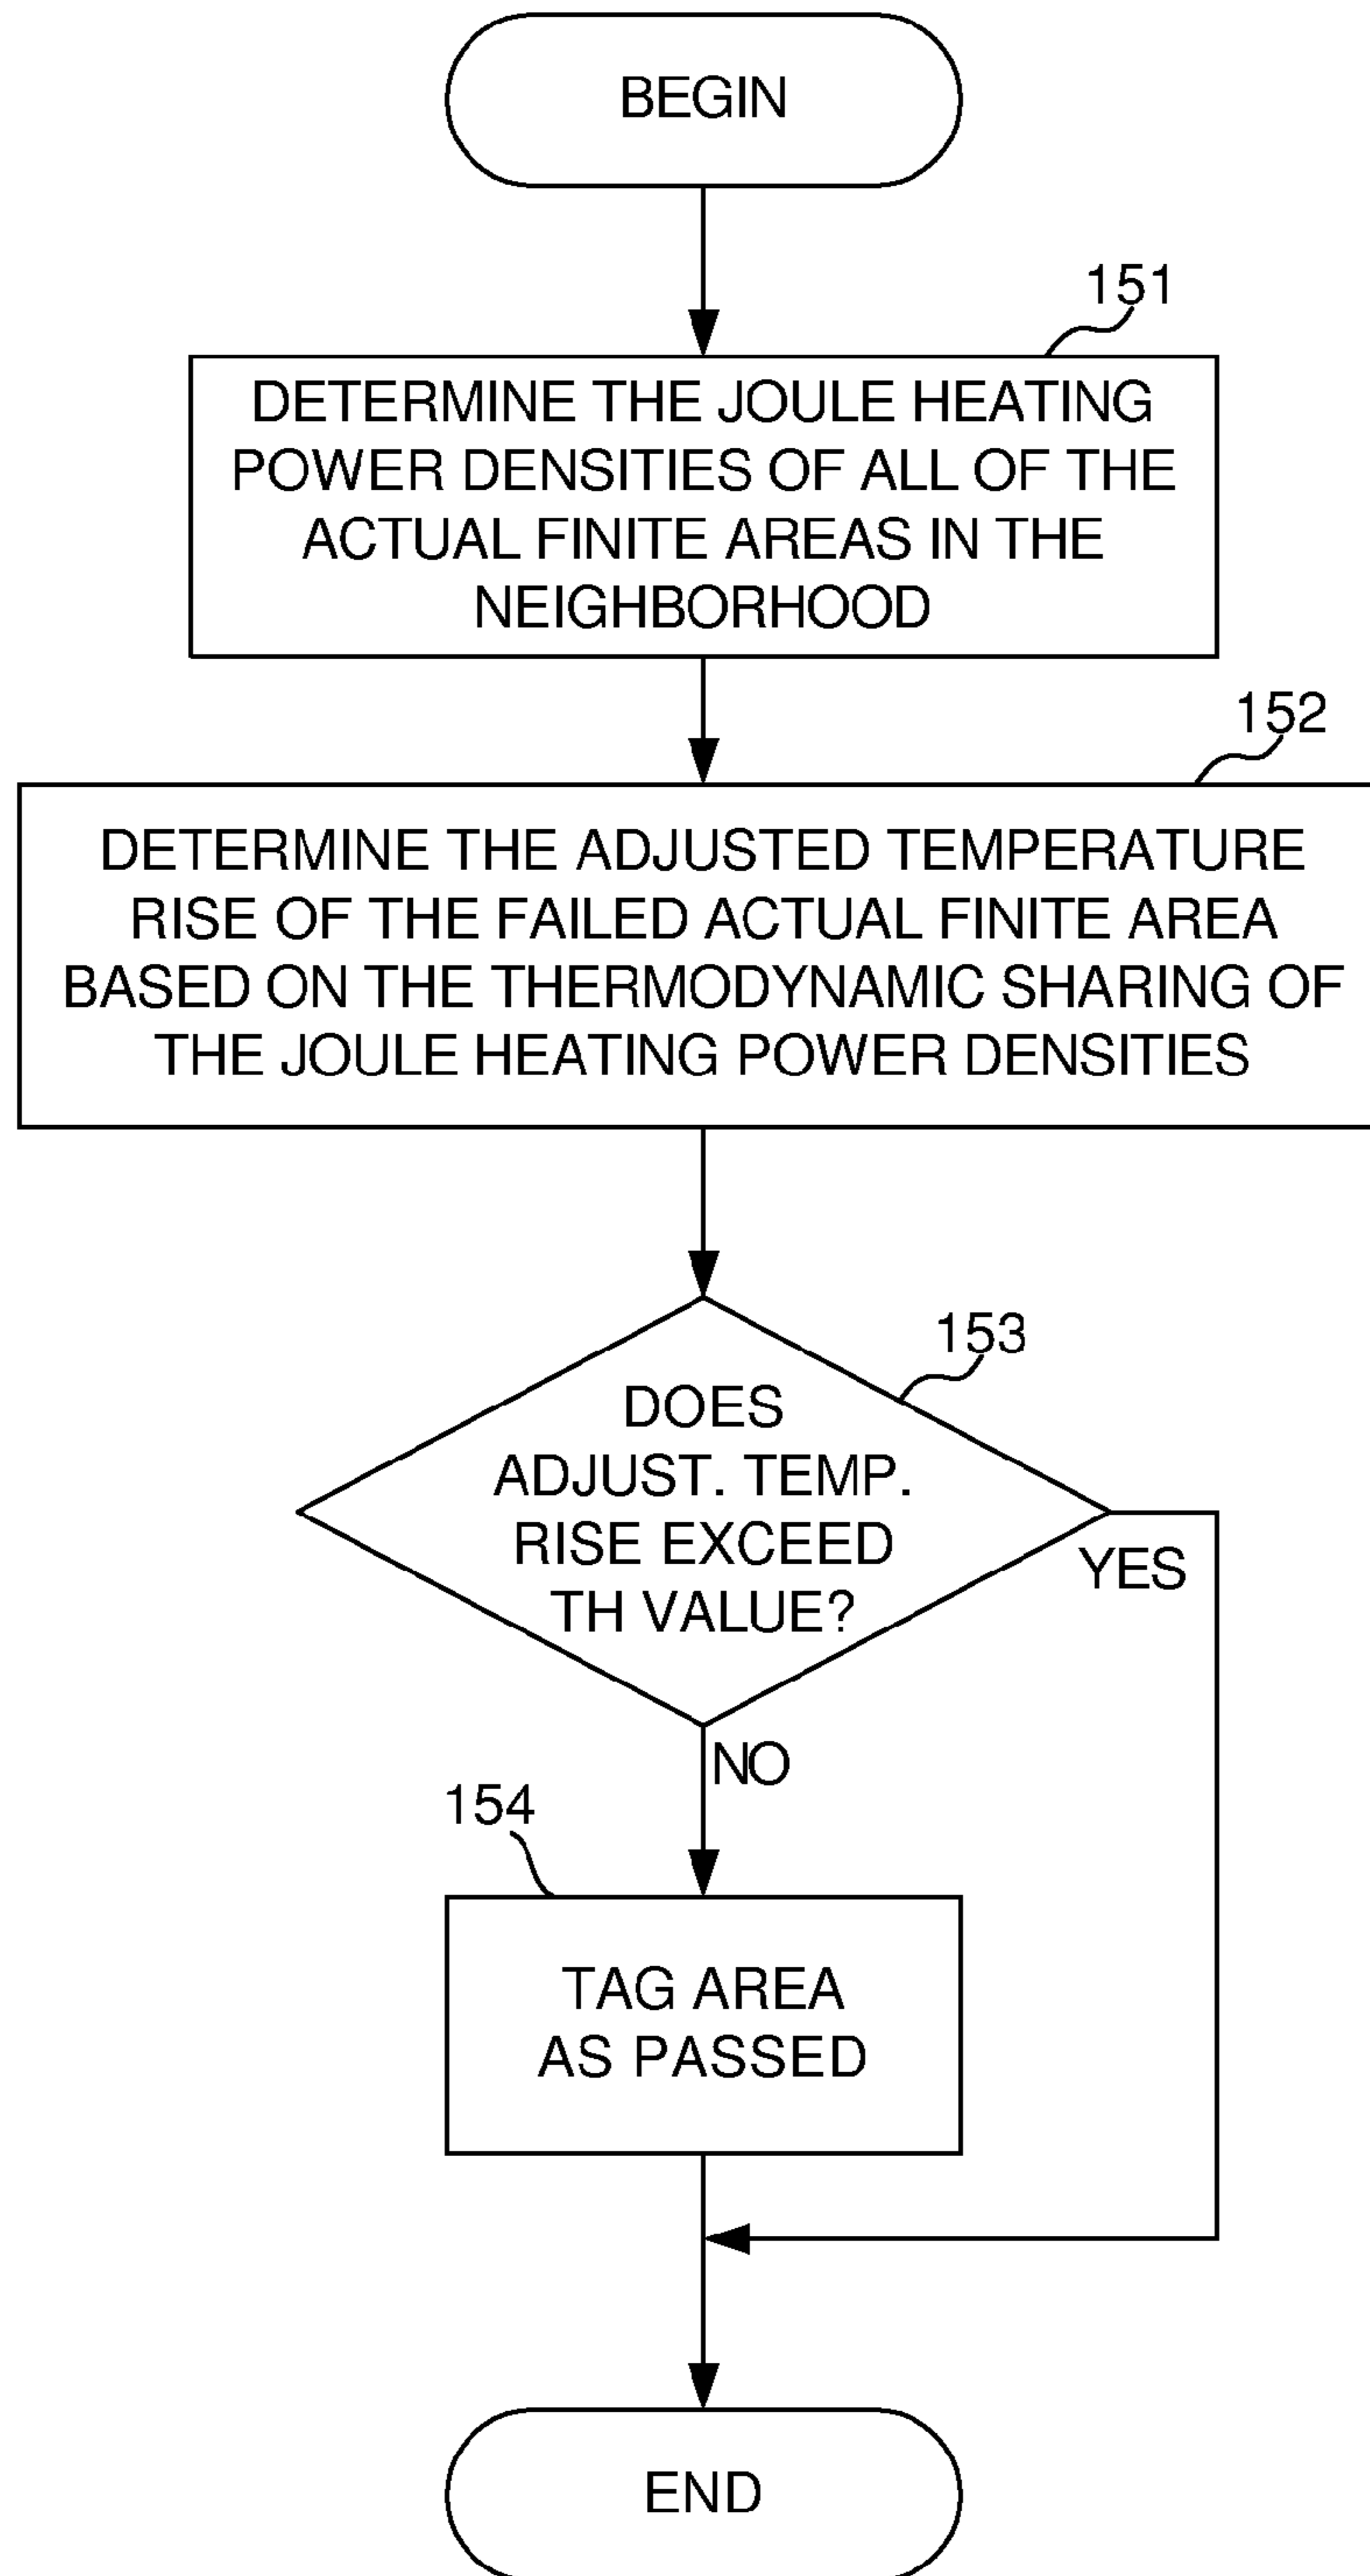 BEGIN
151
DETERMINE THE JOULE HEATING
POWER DENSITIES OF ALL OF THE
ACTUAL FINITE AREAS IN THE
NEIGHBORHOOD
152
DETERMINE THE ADJUSTED TEMPERATURE
RISE OF THE FAILED ACTUAL FINITE AREA
BASED ON THE THERMODYNAMIC SHARING OF
THE JOULE HEATING POWER DENSITIES
153
DOES
ADJUST. TEMP.
RISE EXCEED
TH VALUE?
YES
NO
154
TAG AREA
AS PASSED
END